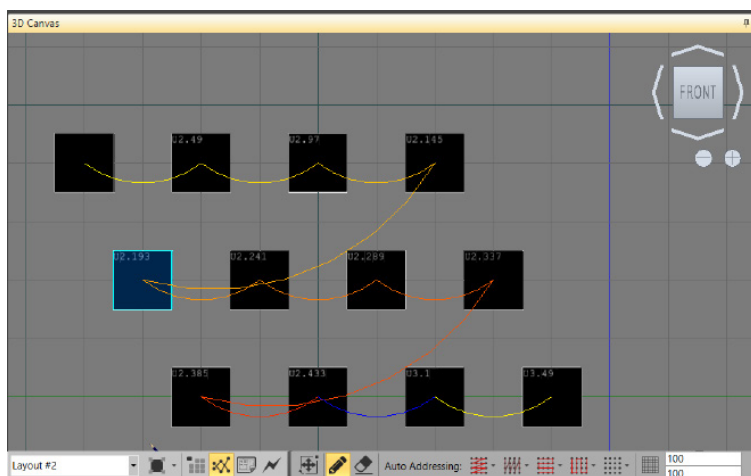 3D Canvas
FRONT
U2.49 U2.97 U2.145
U2.193 U2.241 U2.289 U2.337
U2.385 U2.433 U3.1 U3.49
Layout #2 Auto Addressing: 100
100